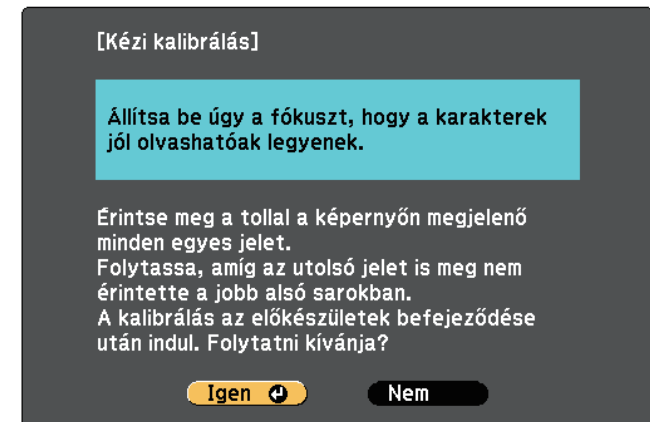 [Kézi kalibrálás]
Állítsa be úgy a fókuszt, hogy a karakterek
jól olvashatóak legyenek.
Érintse meg a tollal a képernyőn megjelenő
minden egyes jelet.
Folytassa, amíg az utolsó jelet is meg nem
érintette a jobb alsó sarokban.
A kalibrálás az előkészületek befejeződése
után indul. Folytatni kívánja?
Igen Nem